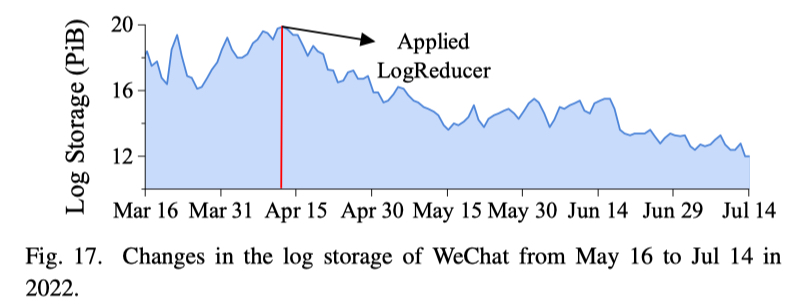 20
16
12
Log Storage (PiB)
Applied
LogReducer
Mar 16 Mar 31 Apr 15 Apr 30 May 15 May 30 Jun 14 Jun 29 Jul 14
Fig. 17. Changes in the log storage of WeChat from May 16 to Jul 14 in
2022.